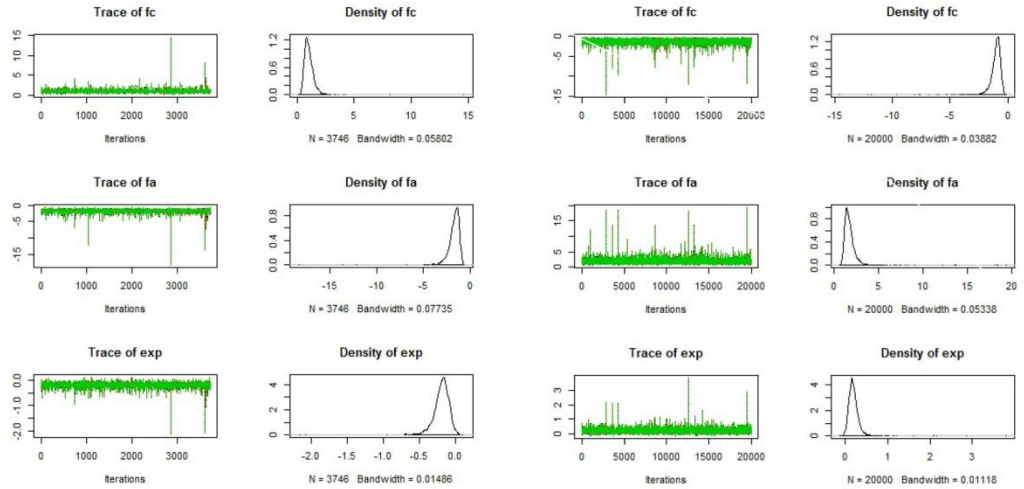 Trace of fc
Density of fc
Trace of fc
Density of fc
0 5 10 15
0.0 0.6 1.2
-15 -5 0
0.0 0.6 1.2
0 1000 2000 3000
0 5 10 15
0 5000 10000 15000 20000
-15 -10 -5 0
Iterations
N = 3746 Bandwidth = 0.05802
Iterations
N = 20000 Bandwidth = 0.03882
Trace of fa
Density of fa
Trace of fa
Density of fa
-15 -5 0
0.0 0.4 0.8
5 10 15
0.0 0.4 0.8
0 1000 2000 3000
-15 -10 -5 0
0 5000 10000 15000 20000
0 5 10 15 20
Iterations
N = 3746 Bandwidth = 0.07735
Iterations
N = 20000 Bandwidth = 0.05338
Trace of exp
Density of exp
Trace of exp
Density of exp
-2.0 -1.0 0.0
0 2 4
0 1 2 3
0 2 4
0 1000 2000 3000
-2.0 -1.5 -1.0 -0.5 0.0
0 5000 10000 15000 20000
0 1 2 3
Iterations
N = 3746 Bandwidth = 0.01486
Iterations
N = 20000 Bandwidth = 0.01118